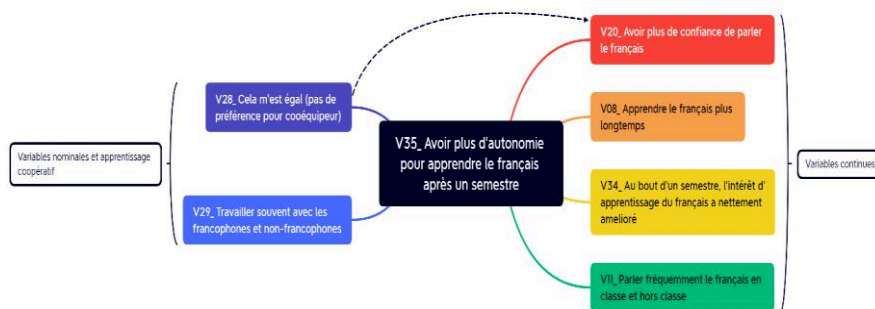 Variables nominales et apprentissage
coopératif
V28_ Cela m'est égal (pas de
préférence pour cooéquipeur)
V29_ Travailler souvent avec les
francophones et non-francophones
V35_ Avoir plus d'autonomie
pour apprendre le français
après un semestre
V20_ Avoir plus de confiance de parler
le français
V08_ Apprendre le français plus
longtemps
V34_ Au bout d'un semestre, l'intérêt d'
apprentissage du français a nettement
amelioré
V11_ Parler fréquemment le français en
classe et hors classe
Variables continues